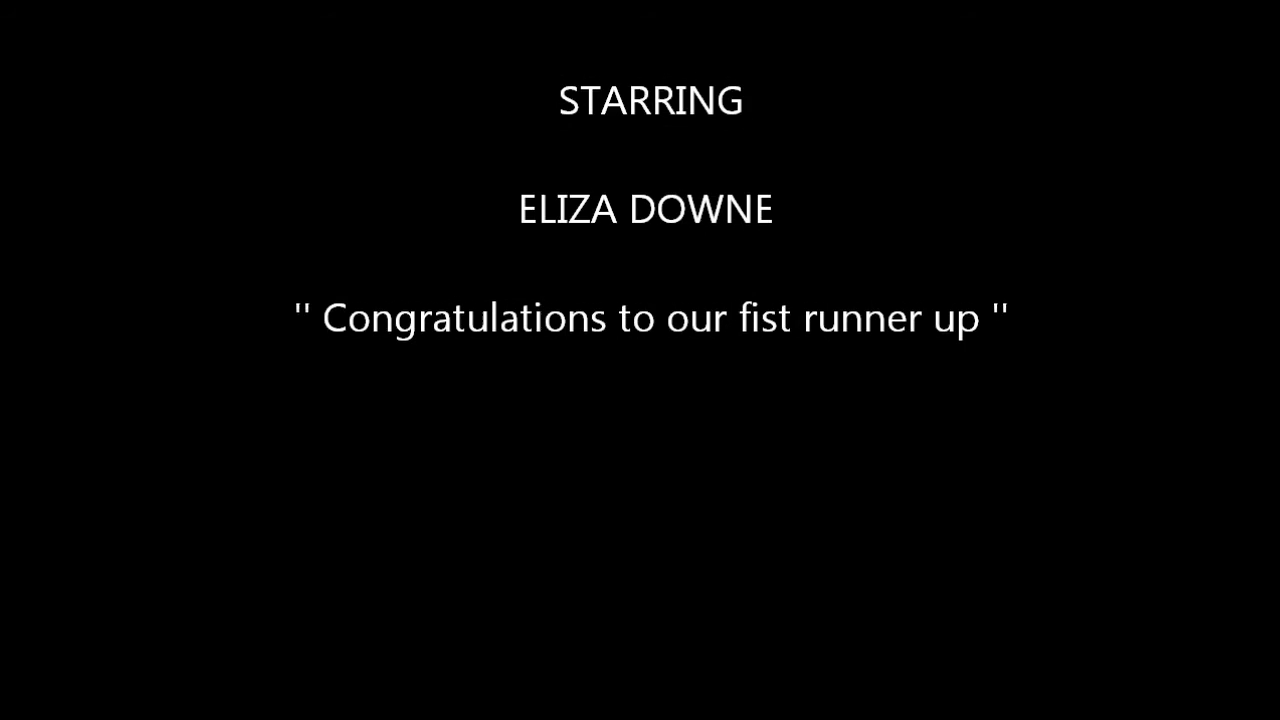 STARRING
ELIZA DOWNE
" Congratulations to our fist runner up "